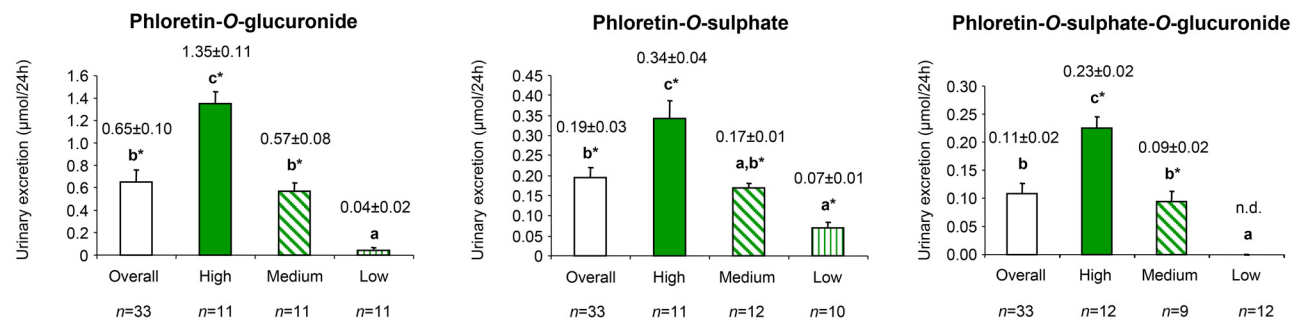 Phloretin-O-glucuronide
1.35±0.11
Urinary excretion (µmol/24h)
1.6
1.4
1.2
1.0
0.8
0.6
0.4
0.2
0
c*
0.65±0.10
b*
0.57±0.08
b*
0.04±0.02
a
Overall High Medium Low
n=33 n=11 n=11 n=11
Phloretin-O-sulphate
0.34±0.04
Urinary excretion (µmol/24h)
0.45
0.40
0.35
0.30
0.25
0.20
0.15
0.10
0.05
0
c*
0.19±0.03
b*
0.17±0.01
a,b*
0.07±0.01
a*
Overall High Medium Low
n=33 n=11 n=12 n=10
Phloretin-O-sulphate-O-glucuronide
0.23±0.02
Urinary excretion (µmol/24h)
0.30
0.25
0.20
0.15
0.10
0.05
0.00
c*
0.11±0.02
b
0.09±0.02
b*
n.d.
a
Overall High Medium Low
n=33 n=12 n=9 n=12